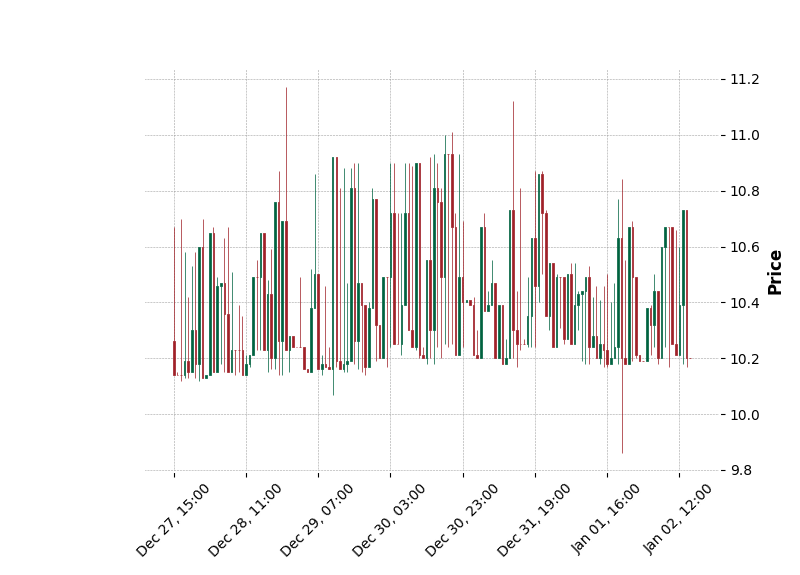 11.2
11.0
10.8
10.6
10.4
10.2
10.0
9.8
Price
Dec 27, 15:00
Dec 28, 11:00
Dec 29, 07:00
Dec 30, 03:00
Dec 30, 23:00
Dec 31, 19:00
Jan 01, 16:00
Jan 02, 12:00